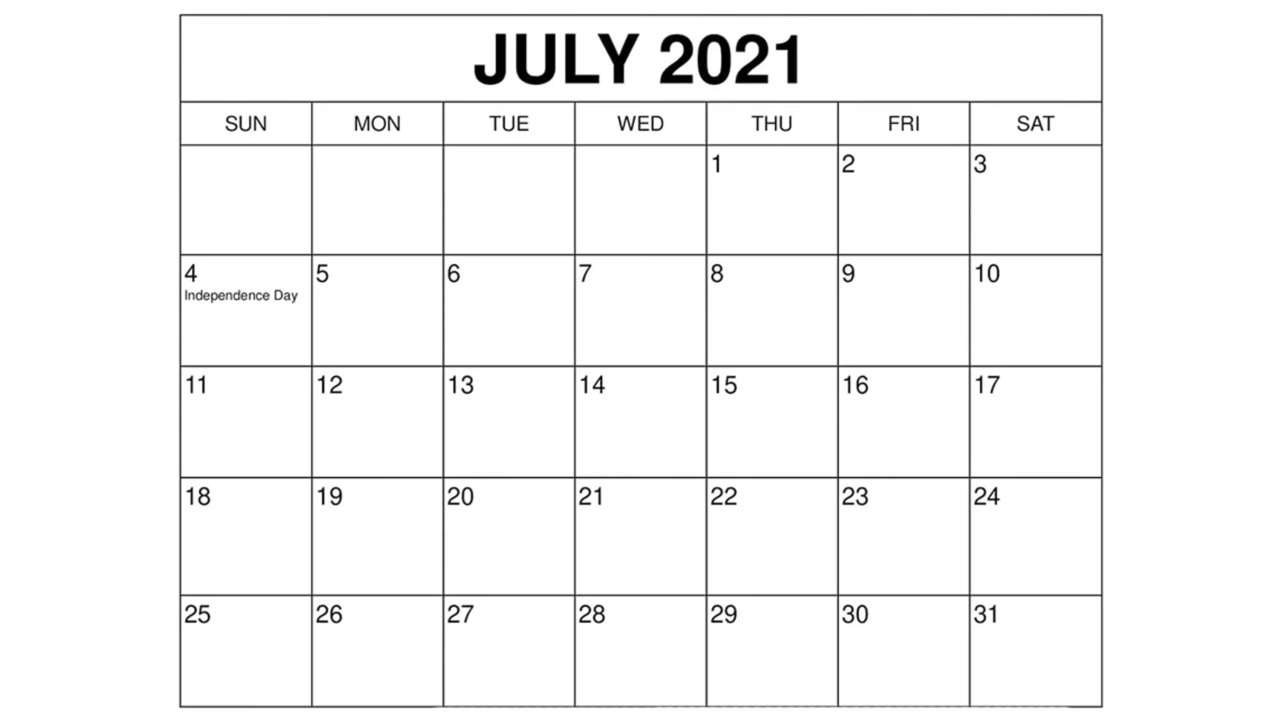 JULY 2021
SUN MON TUE WED THU FRI SAT
1 2 3
4 5 6 7 8 9 10
Independence Day
11 12 13 14 15 16 17
18 19 20 21 22 23 24
25 26 27 28 29 30 31